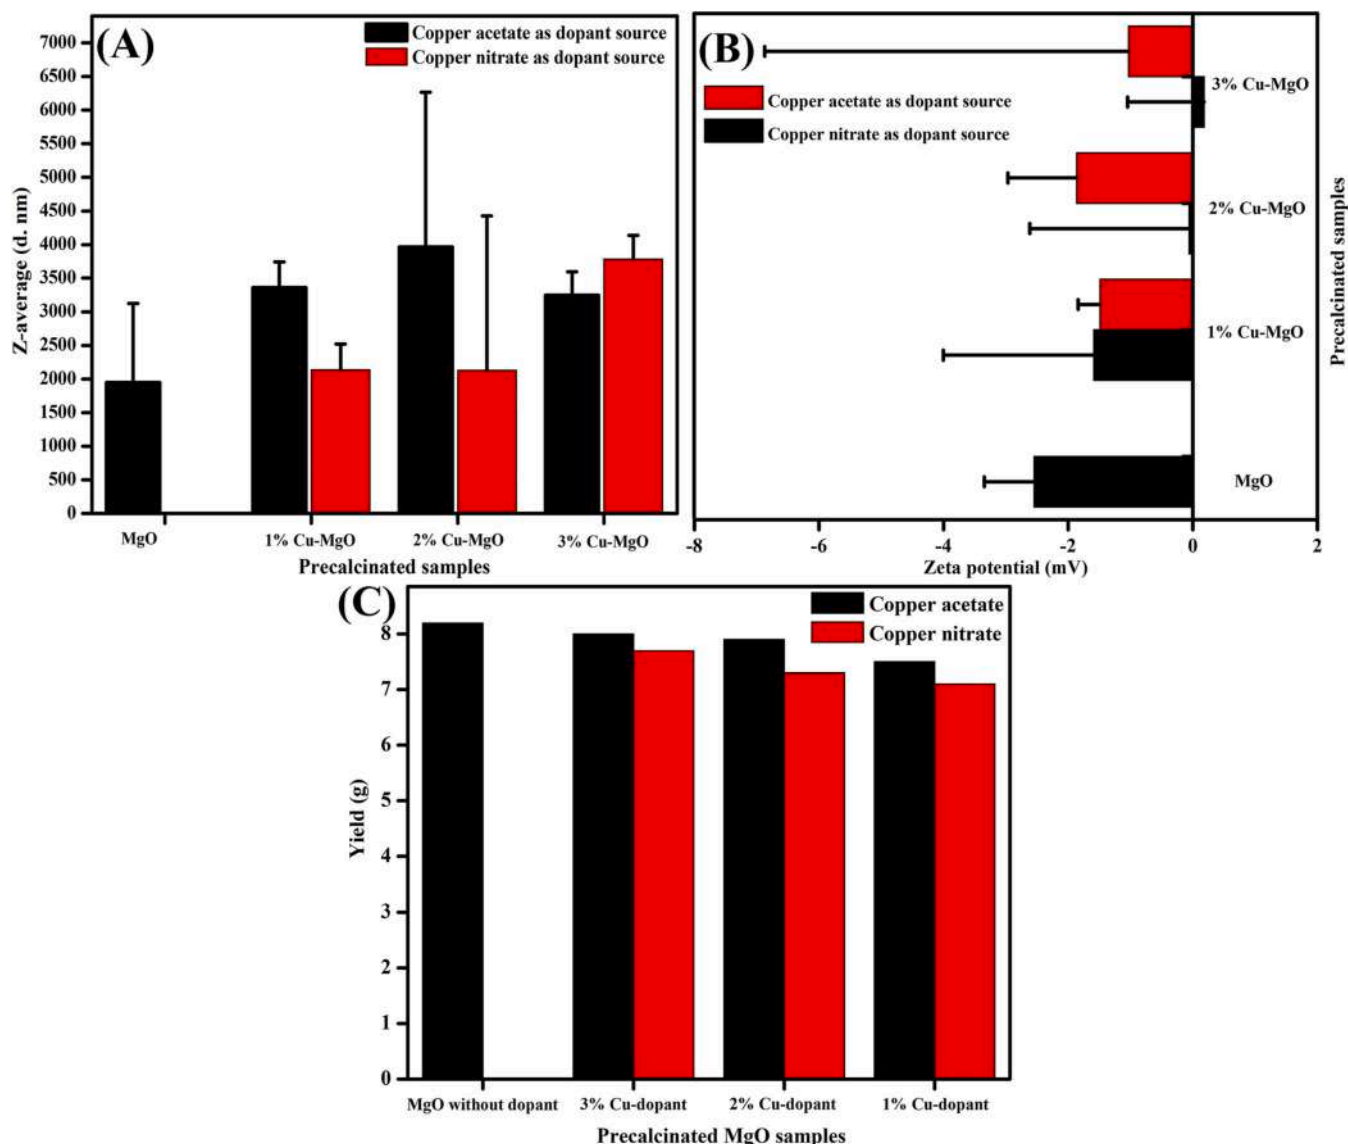 (A)
Copper acetate as dopant source
Copper nitrate as dopant source
7000
6500
6000
5500
5000
4500
4000
3500
3000
2500
2000
1500
1000
500
0
Z-average (d. nm)
MgO
1% Cu-MgO
2% Cu-MgO
3% Cu-MgO
Precalcinated samples
(B)
Copper acetate as dopant source
Copper nitrate as dopant source
3% Cu-MgO
2% Cu-MgO
1% Cu-MgO
MgO
Precalcinated samples
-8
-6
-4
-2
0
2
Zeta potential (mV)
(C)
Copper acetate
Copper nitrate
8
7
6
5
4
3
2
1
0
Yield (g)
MgO without dopant
3% Cu-dopant
2% Cu-dopant
1% Cu-dopant
Precalcinated MgO samples